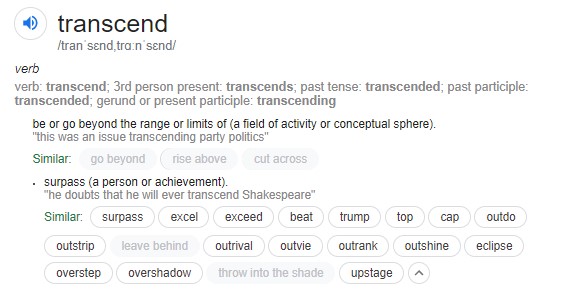 transcend
/tranˈsɛnd,trɑːnˈsɛnd/
verb
verb: transcend; 3rd person present: transcends; past tense: transcended; past participle:
transcended; gerund or present participle: transcending
be or go beyond the range or limits of (a field of activity or conceptual sphere).
"this was an issue transcending party politics"
Similar: go beyond rise above cut across
• surpass (a person or achievement).
"he doubts that he will ever transcend Shakespeare"
Similar: surpass excel exceed beat trump top cap outdo
outstrip leave behind outrival outvie outrank outshine eclipse
overstep overshadow throw into the shade upstage